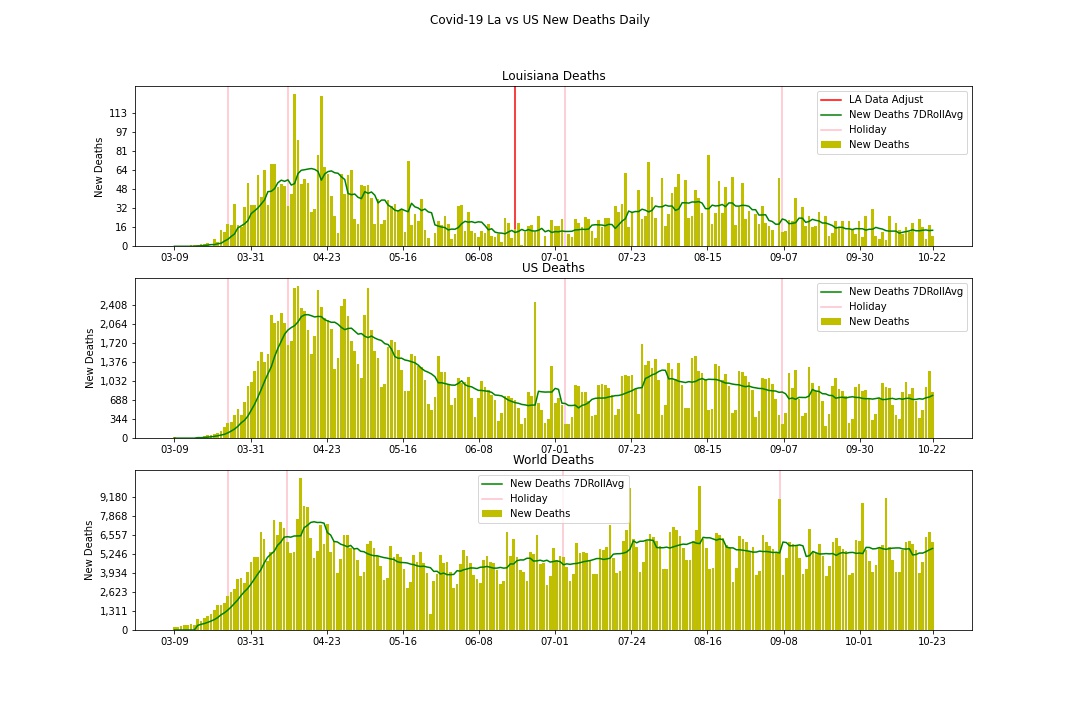 Covid-19 La vs US New Deaths Daily
Louisiana Deaths
New Deaths
113
97
81
64
48
32
16
0
LA Data Adjust
New Deaths 7DRollAvg
Holiday
New Deaths
03-09 03-31 04-23 05-16 06-08 07-01 07-23 08-15 09-07 09-30 10-22
US Deaths
New Deaths
2,408
2,064
1,720
1,376
1,032
688
344
0
New Deaths 7DRollAvg
Holiday
New Deaths
03-09 03-31 04-23 05-16 06-08 07-01 07-23 08-15 09-07 09-30 10-22
World Deaths
New Deaths
9,180
7,868
6,557
5,246
3,934
2,623
1,311
0
New Deaths 7DRollAvg
Holiday
New Deaths
03-09 03-31 04-23 05-16 06-08 07-01 07-24 08-16 09-08 10-01 10-23